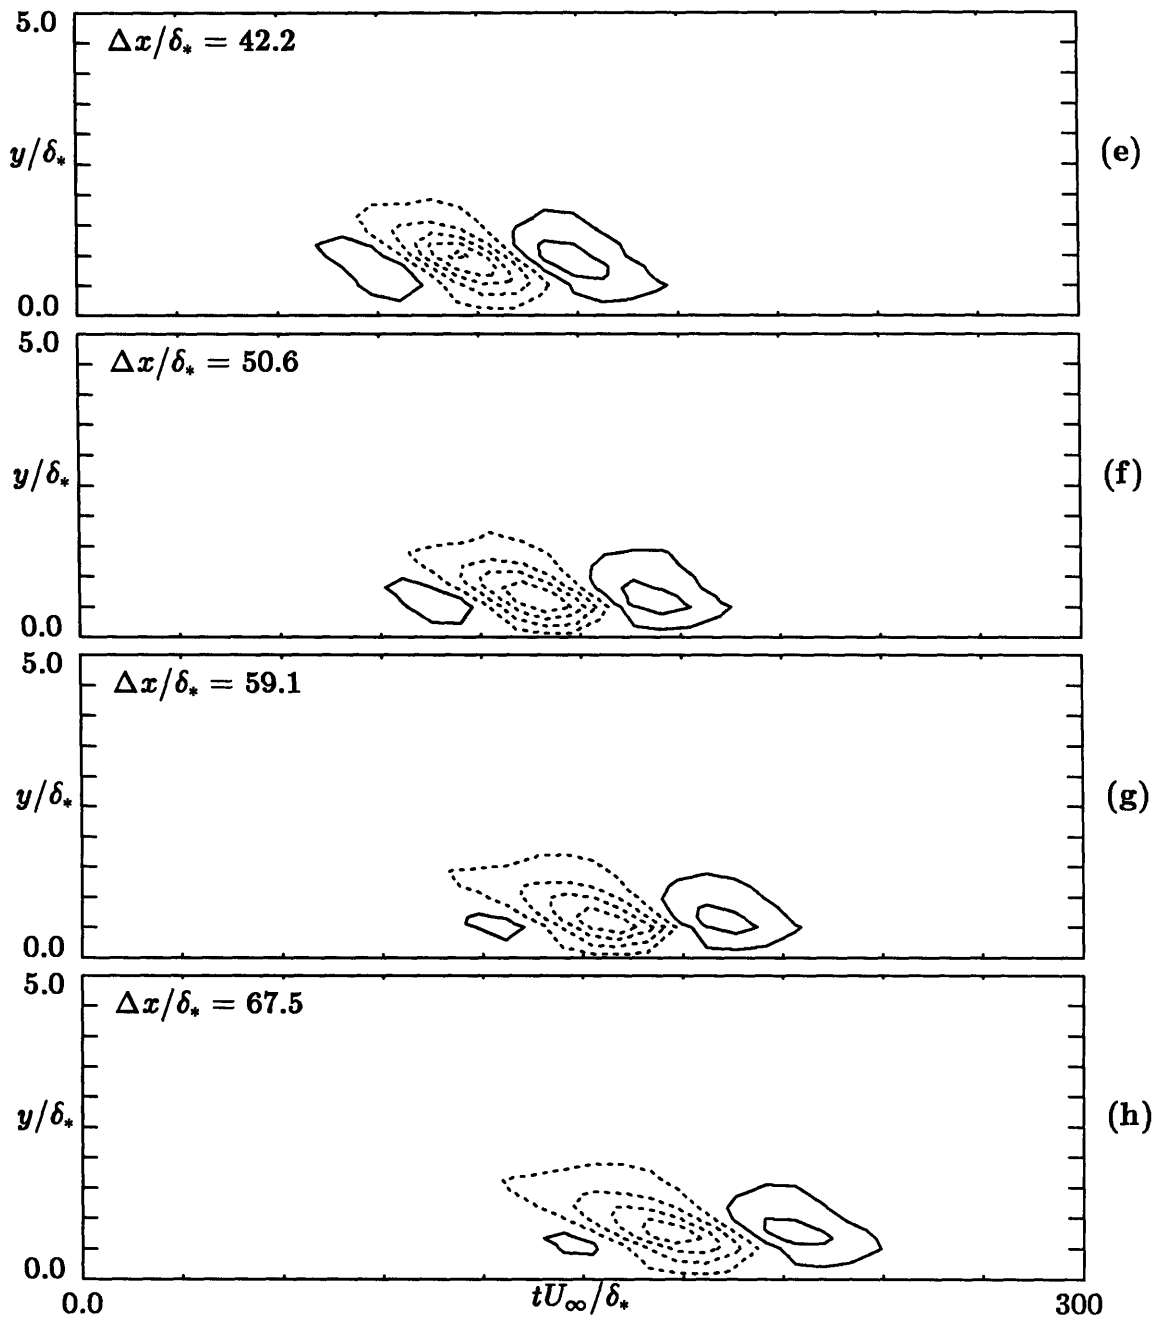 5.0
Δx/δ* = 42.2
y/δ*
(e)
0.0
5.0
Δx/δ* = 50.6
y/δ*
(f)
0.0
5.0
Δx/δ* = 59.1
y/δ*
(g)
0.0
5.0
Δx/δ* = 67.5
y/δ*
(h)
0.0
0.0 tU∞/δ* 300